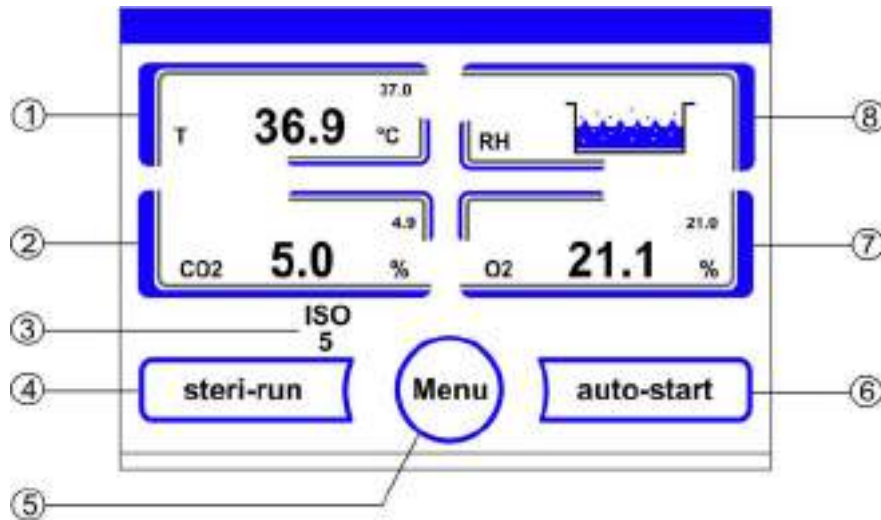 ① 37.0 ⑧
T 36.9 °C RH
② 4.9 21.0 ⑦
CO2 5.0 % O2 21.1 %
③ ISO
5
④ steri-run Menu auto-start ⑥
⑤